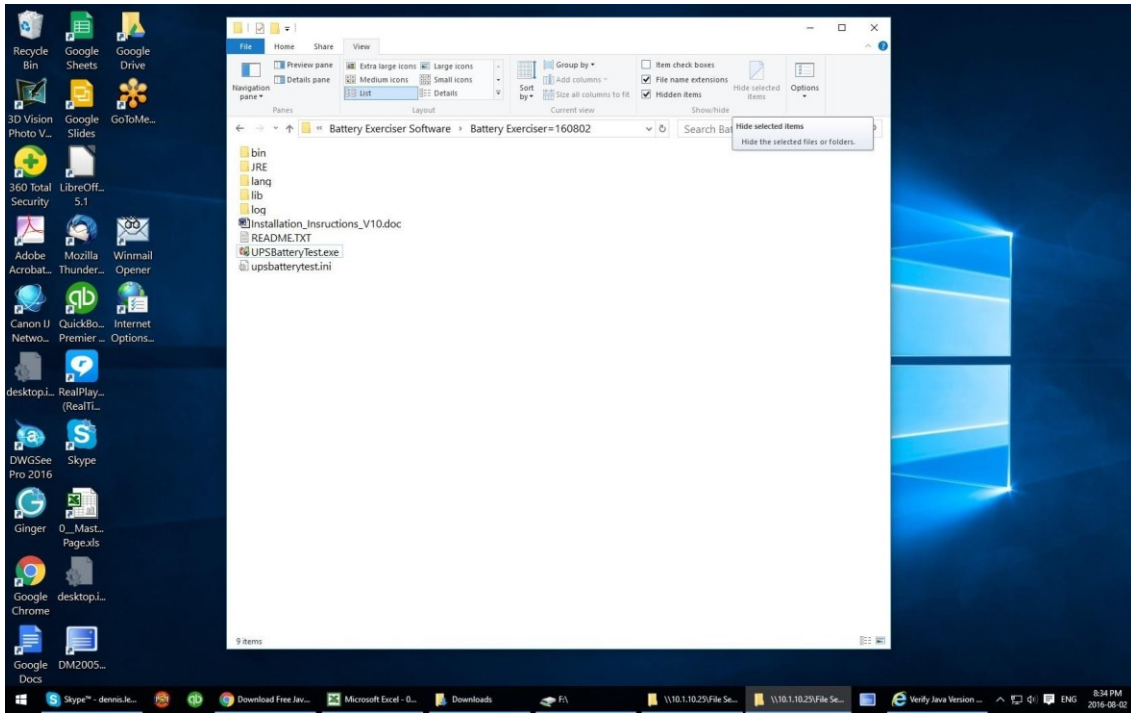 Recycle Bin
Google Sheets
Google Drive
3D Vision Photo V...
Google Slides
GoToMe...
360 Total Security
LibreOff... 5.1
Adobe Acrobat...
Mozilla Thunder...
Winmail Opener
Canon IJ Netwo...
QuickBo... Premier ...
Internet Options...
desktop.i...
RealPlay... (RealTi...
DWGSee Pro 2016
Skype
Ginger
0__Mast... Page.xls
Google Chrome
desktop.i...
Google Docs
DM2005...
File Home Share View
Navigation pane
Preview pane
Details pane
Panes
Extra large icons Large icons
Medium icons Small icons
List Details
Layout
Sort by
Group by
Add columns
Size all columns to fit
Current view
Item check boxes
File name extensions
Hidden items
Hide selected items
Show/hide
Options
« Battery Exerciser Software › Battery Exerciser=160802
Search Bat
Hide selected items
Hide the selected files or folders.
bin
JRE
lang
lib
log
Installation_Insructions_V10.doc
README.TXT
UPSBatteryTest.exe
upsbatterytest.ini
9 items
Skype™ - dennis.le...
Download Free Jav...
Microsoft Excel - 0...
Downloads
F:\
\\10.1.10.25\File Se...
\\10.1.10.25\File Se...
Verify Java Version ...
ENG
8:34 PM
2016-08-02